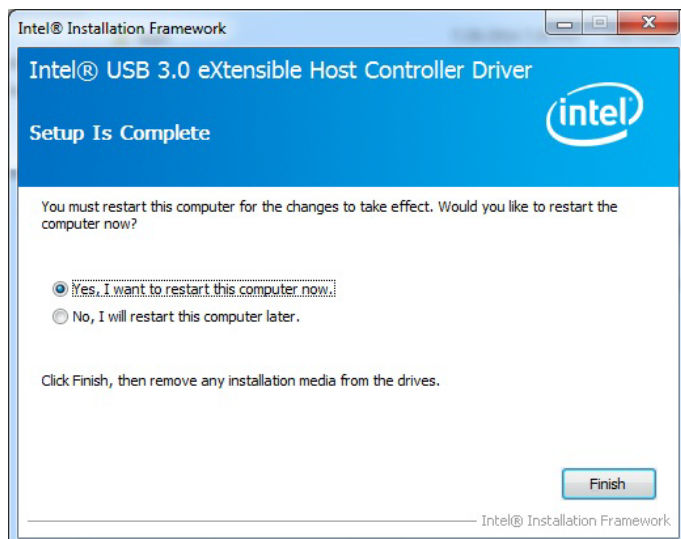 Intel® Installation Framework
Intel® USB 3.0 eXtensible Host Controller Driver
Setup Is Complete
intel
You must restart this computer for the changes to take effect. Would you like to restart the
computer now?
Yes, I want to restart this computer now.
No, I will restart this computer later.
Click Finish, then remove any installation media from the drives.
Finish
Intel® Installation Framework